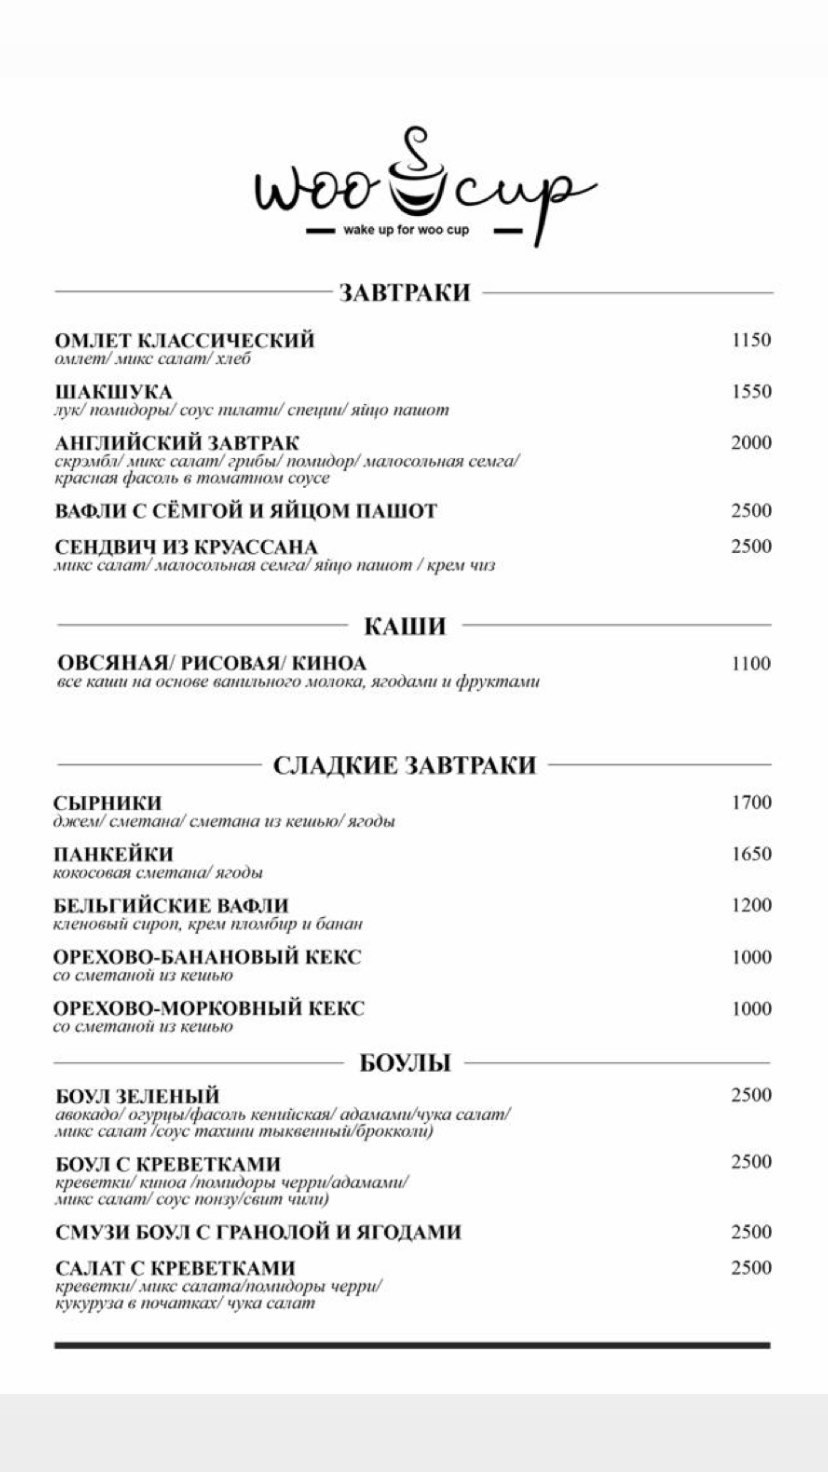 woo cup
wake up for woo cup
ЗАВТРАКИ
ОМЛЕТ КЛАССИЧЕСКИЙ 1150
омлет/ микс салат/ хлеб
ШАКШУКА 1550
лук/ помидоры/ соус пилати/ специи/ яйцо пашот
АНГЛИЙСКИЙ ЗАВТРАК 2000
скрэмбл/ микс салат/ грибы/ помидор/ малосольная семга/
красная фасоль в томатном соусе
ВАФЛИ С СЁМГОЙ И ЯЙЦОМ ПАШОТ 2500
СЕНДВИЧ ИЗ КРУАССАНА 2500
микс салат/ малосольная семга/ яйцо пашот / крем чиз
КАШИ
ОВСЯНАЯ/ РИСОВАЯ/ КИНОА 1100
все каши на основе ванильного молока, ягодами и фруктами
СЛАДКИЕ ЗАВТРАКИ
СЫРНИКИ 1700
джем/ сметана/ сметана из кешью/ ягоды
ПАНКЕЙКИ 1650
кокосовая сметана/ ягоды
БЕЛЬГИЙСКИЕ ВАФЛИ 1200
кленовый сироп, крем пломбир и банан
ОРЕХОВО-БАНАНОВЫЙ КЕКС 1000
со сметаной из кешью
ОРЕХОВО-МОРКОВНЫЙ КЕКС 1000
со сметаной из кешью
БОУЛЫ
БОУЛ ЗЕЛЕНЫЙ 2500
авокадо/ огурцы/фасоль кенийская/ адамами/чука салат/
микс салат /соус тахини тыквенный/брокколи)
БОУЛ С КРЕВЕТКАМИ 2500
креветки/ киноа /помидоры черри/адамами/
микс салат/ соус понзу/свит чили)
СМУЗИ БОУЛ С ГРАНОЛОЙ И ЯГОДАМИ 2500
САЛАТ С КРЕВЕТКАМИ 2500
креветки/ микс салата/помидоры черри/
кукуруза в початках/ чука салат